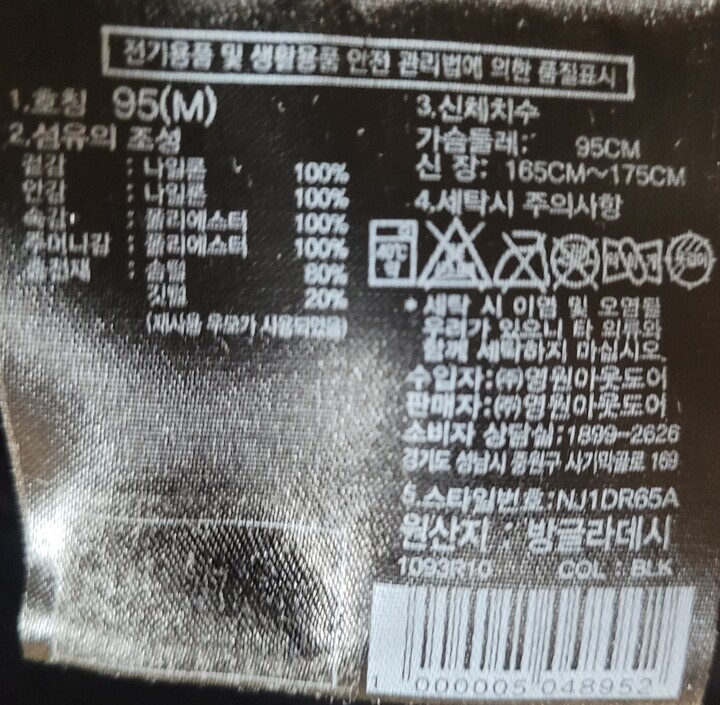 전기용품 및 생활용품 안전 관리법에 의한 품질표시
1.호칭 95(M)
2.섬유의 조성
겉감 : 나일론 100%
안감 : 나일론 100%
속감 : 폴리에스터 100%
주머니감 : 폴리에스터 100%
충전재 : 솜털 80%
깃털 20%
(재사용 우모가 사용되었음)
3.신체치수
가슴둘레: 95CM
신 장: 165CM~175CM
4.세탁시 주의사항
40℃
* 세탁 시 이염 및 오염될
우려가 있으니 타 의류와
함께 세탁하지 마십시오.
수입자:㈜영원아웃도어
판매자:㈜영원아웃도어
소비자 상담실:1899-2626
경기도 성남시 중원구 사기막골로 169
5.스타일번호:NJ1DR65A
원산지 : 방글라데시
1093R10 COL : BLK
1 000005 048952